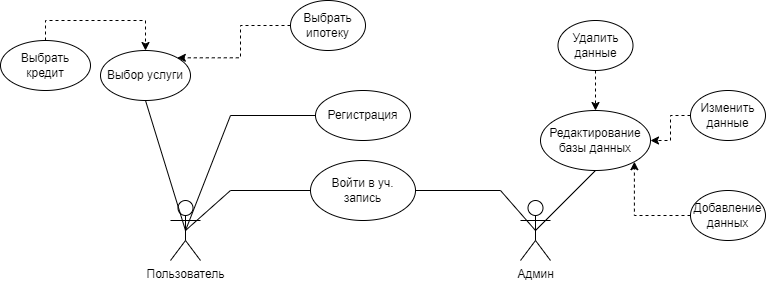 Выбрать
ипотеку
Удалить
данные
Выбрать
кредит
Выбор услуги
Регистрация
Изменить
данные
Редактирование
базы данных
Войти в уч.
запись
Добавление
данных
Пользователь
Админ